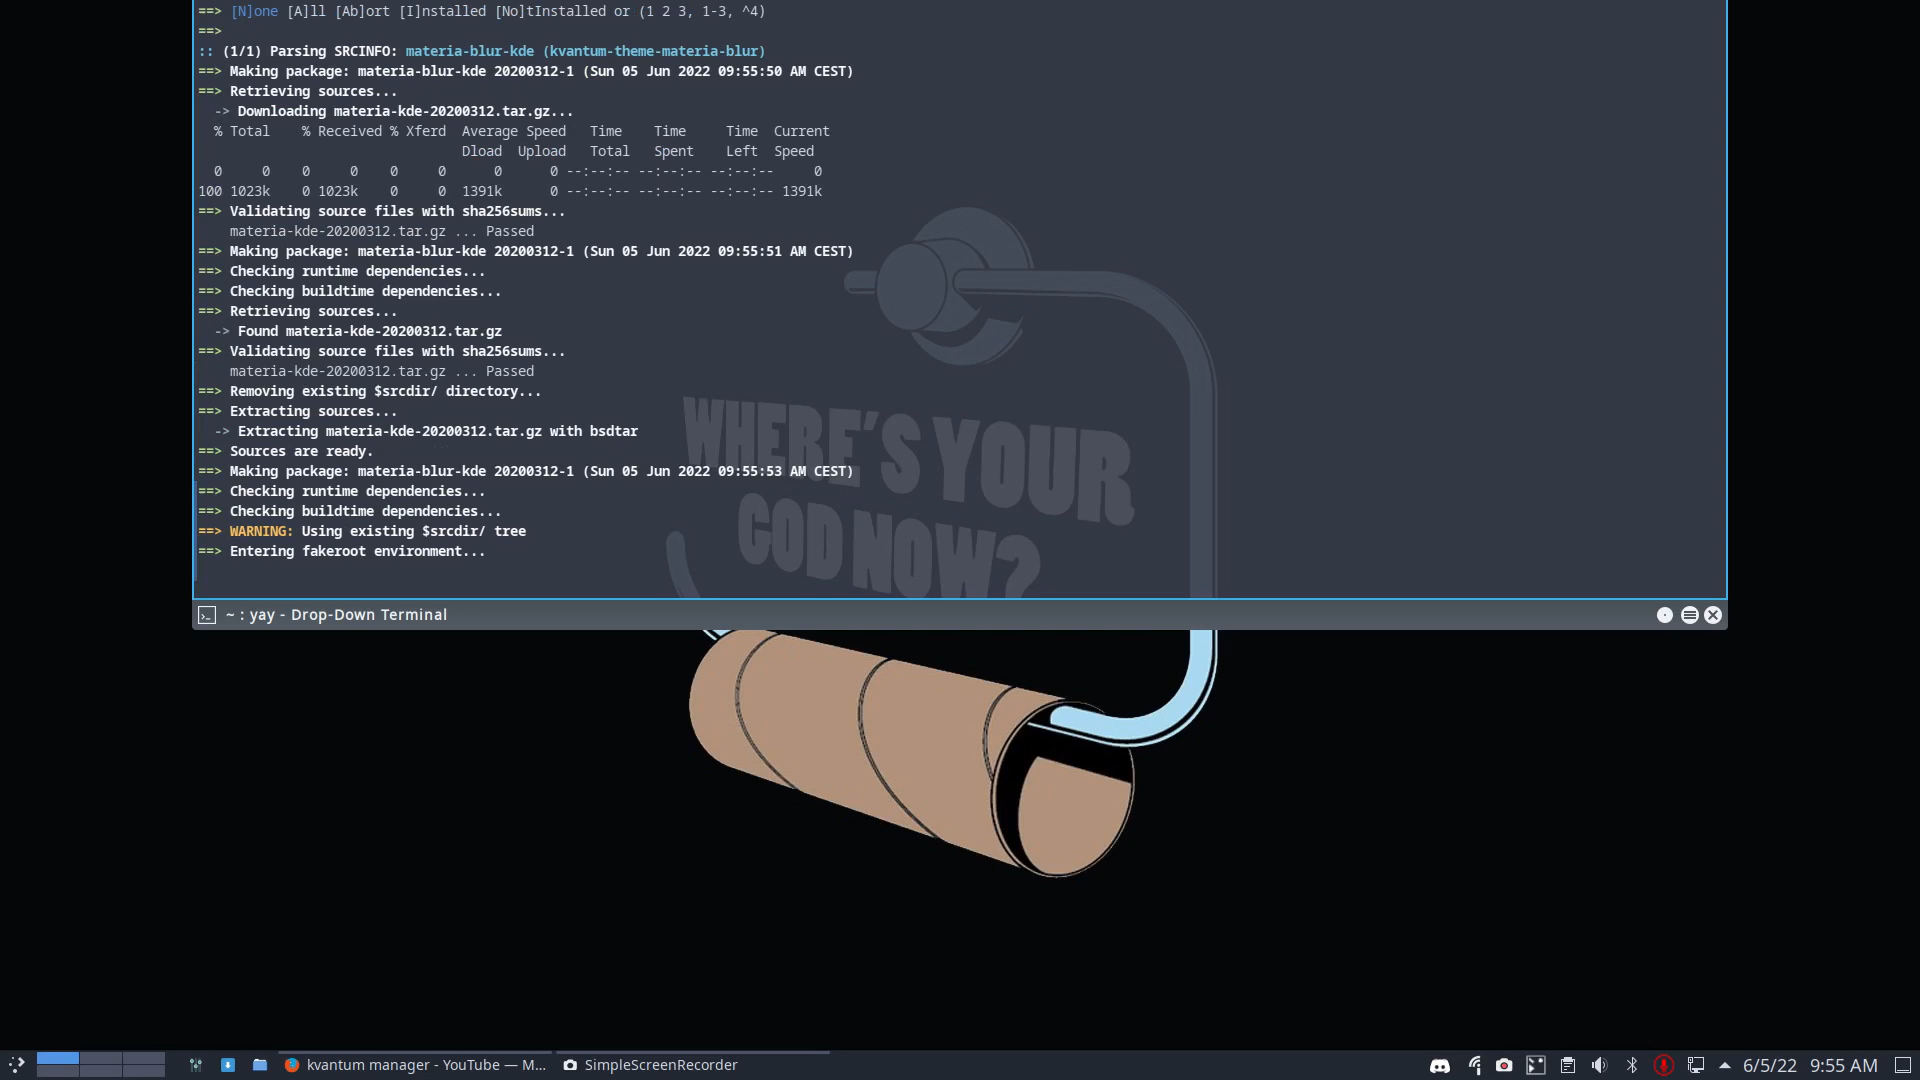 ==> [N]one [A]ll [Ab]ort [I]nstalled [No]tInstalled or (1 2 3, 1-3, ^4)
==>
:: (1/1) Parsing SRCINFO: materia-blur-kde (kvantum-theme-materia-blur)
==> Making package: materia-blur-kde 20200312-1 (Sun 05 Jun 2022 09:55:50 AM CEST)
==> Retrieving sources...
-> Downloading materia-kde-20200312.tar.gz...
% Total % Received % Xferd Average Speed Time Time Time Current
Dload Upload Total Spent Left Speed
0 0 0 0 0 0 0 0 --:--:-- --:--:-- --:--:-- 0
100 1023k 0 1023k 0 0 1391k 0 --:--:-- --:--:-- --:--:-- 1391k
==> Validating source files with sha256sums...
materia-kde-20200312.tar.gz ... Passed
==> Making package: materia-blur-kde 20200312-1 (Sun 05 Jun 2022 09:55:51 AM CEST)
==> Checking runtime dependencies...
==> Checking buildtime dependencies...
==> Retrieving sources...
-> Found materia-kde-20200312.tar.gz
==> Validating source files with sha256sums...
materia-kde-20200312.tar.gz ... Passed
==> Removing existing $srcdir/ directory...
==> Extracting sources...
-> Extracting materia-kde-20200312.tar.gz with bsdtar
==> Sources are ready.
==> Making package: materia-blur-kde 20200312-1 (Sun 05 Jun 2022 09:55:53 AM CEST)
==> Checking runtime dependencies...
==> Checking buildtime dependencies...
==> WARNING: Using existing $srcdir/ tree
==> Entering fakeroot environment...
WHERE'S YOUR
GOD NOW?
~ : yay - Drop-Down Terminal
kvantum manager - YouTube — M...
SimpleScreenRecorder
6/5/22 9:55 AM